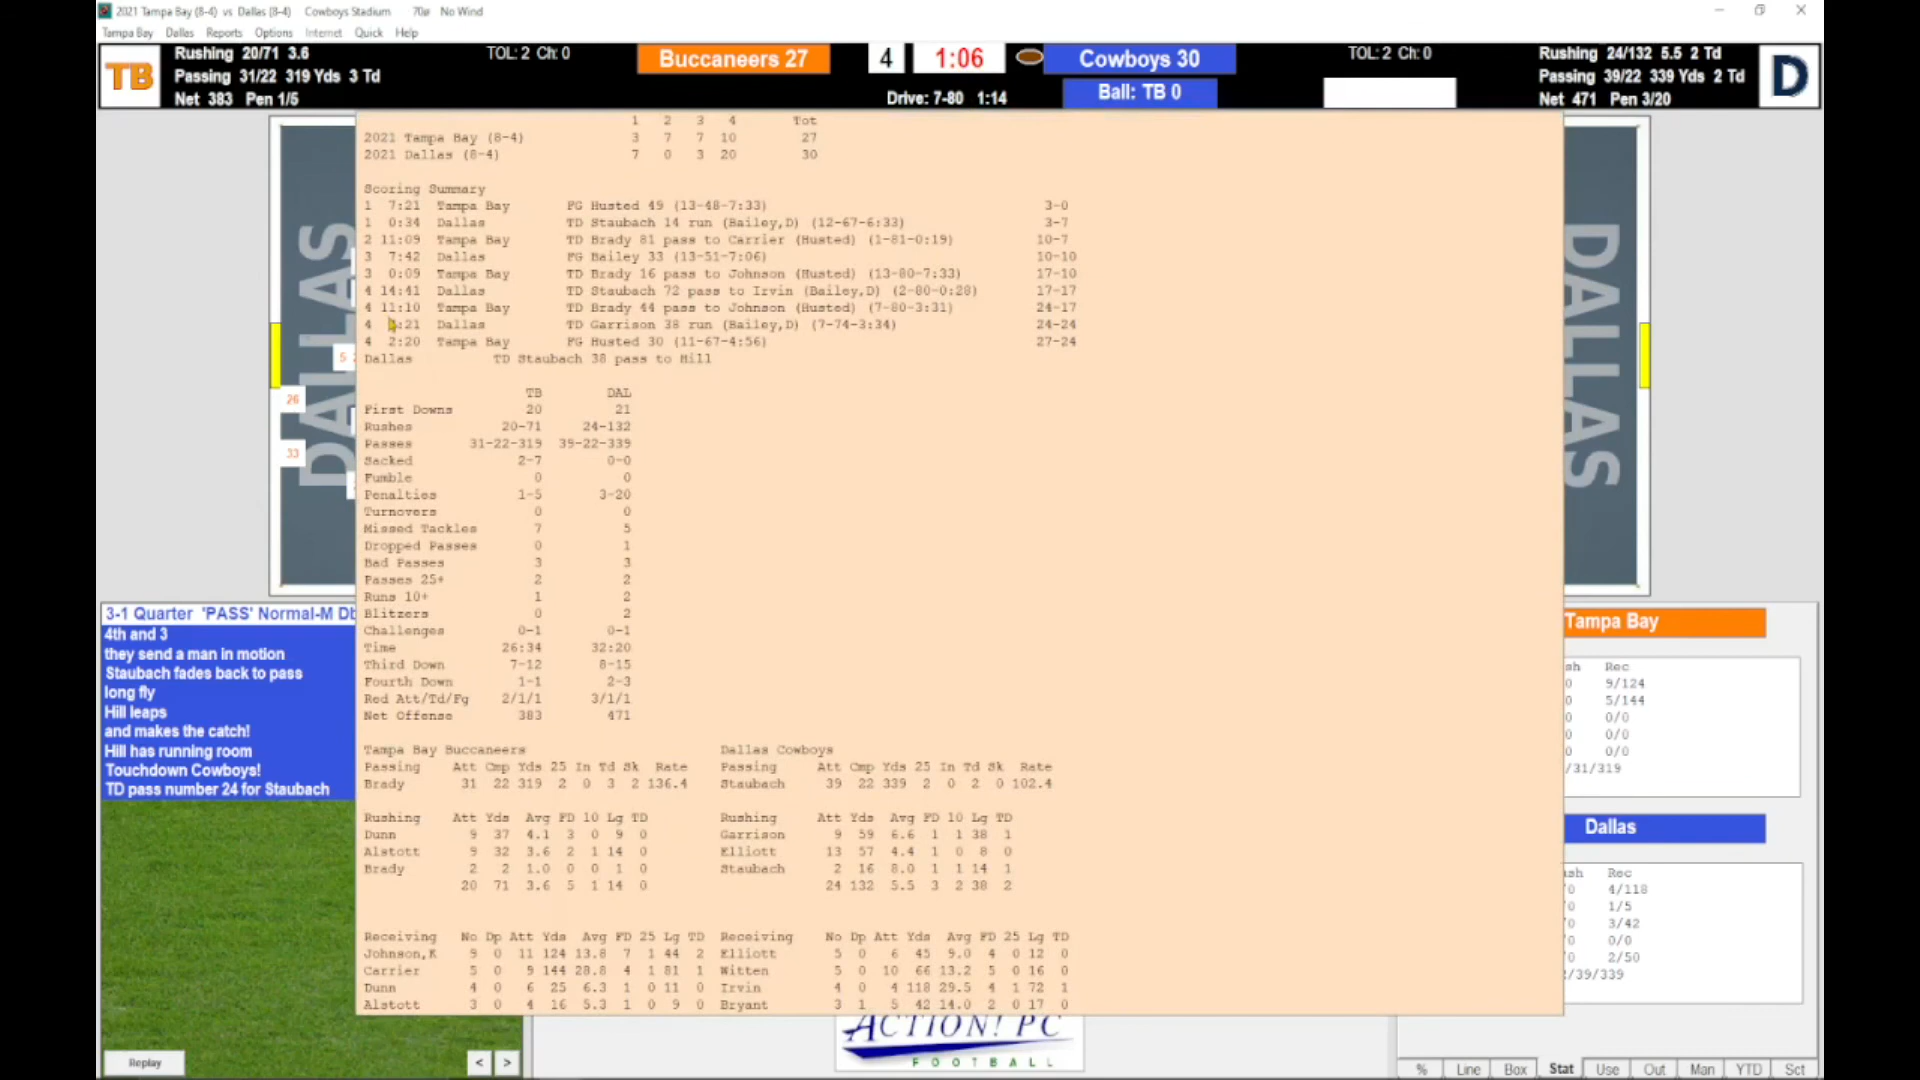 2021 Tampa Bay (8-4) vs Dallas (8-4) Cowboys Stadium 70ø No Wind
Tampa Bay Dallas Reports Options Internet Quick Help
TB
Rushing 20/71 3.6
Passing 31/22 319 Yds 3 Td
Net 383 Pen 1/5
TOL: 2 Ch: 0
Buccaneers 27
4
1:06
Drive: 7-80 1:14
Cowboys 30
Ball: TB 0
TOL: 2 Ch: 0
Rushing 24/132 5.5 2 Td
Passing 39/22 339 Yds 2 Td
Net 471 Pen 3/20
D
1 2 3 4 Tot
2021 Tampa Bay (8-4) 3 7 7 10 27
2021 Dallas (8-4) 7 0 3 20 30
Scoring Summary
1 7:21 Tampa Bay FG Husted 49 (13-48-7:33) 3-0
1 0:34 Dallas TD Staubach 14 run (Bailey,D) (12-67-6:33) 3-7
2 11:09 Tampa Bay TD Brady 81 pass to Carrier (Husted) (1-81-0:19) 10-7
3 7:42 Dallas FG Bailey 33 (13-51-7:06) 10-10
3 0:09 Tampa Bay TD Brady 16 pass to Johnson (Husted) (13-80-7:33) 17-10
4 14:41 Dallas TD Staubach 72 pass to Irvin (Bailey,D) (2-80-0:28) 17-17
4 11:10 Tampa Bay TD Brady 44 pass to Johnson (Husted) (7-80-3:31) 24-17
4 :21 Dallas TD Garrison 38 run (Bailey,D) (7-74-3:34) 24-24
4 2:20 Tampa Bay FG Husted 30 (11-67-4:56) 27-24
Dallas TD Staubach 38 pass to Hill
TB DAL
First Downs 20 21
Rushes 20-71 24-132
Passes 31-22-319 39-22-339
Sacked 2-7 0-0
Fumble 0 0
Penalties 1-5 3-20
Turnovers 0 0
Missed Tackles 7 5
Dropped Passes 0 1
Bad Passes 3 3
Passes 25+ 2 2
Runs 10+ 1 2
Blitzers 0 2
Challenges 0-1 0-1
Time 26:34 32:20
Third Down 7-12 8-15
Fourth Down 1-1 2-3
Red Att/Td/Fg 2/1/1 3/1/1
Net Offense 383 471
Tampa Bay Buccaneers Dallas Cowboys
Passing Att Cmp Yds 25 In Td Sk Rate Passing Att Cmp Yds 25 In Td Sk Rate
Brady 31 22 319 2 0 3 2 136.4 Staubach 39 22 339 2 0 2 0 102.4
Rushing Att Yds Avg FD 10 Lg TD Rushing Att Yds Avg FD 10 Lg TD
Dunn 9 37 4.1 3 0 9 0 Garrison 9 59 6.6 1 1 38 1
Alstott 9 32 3.6 2 1 14 0 Elliott 13 57 4.4 1 0 8 0
Brady 2 2 1.0 0 0 1 0 Staubach 2 16 8.0 1 1 14 1
20 71 3.6 5 1 14 0 24 132 5.5 3 2 38 2
Receiving No Dp Att Yds Avg FD 25 Lg TD Receiving No Dp Att Yds Avg FD 25 Lg TD
Johnson,K 9 0 11 124 13.8 7 1 44 2 Elliott 5 0 6 45 9.0 4 0 12 0
Carrier 5 0 9 144 28.8 4 1 81 1 Witten 5 0 10 66 13.2 5 0 16 0
Dunn 4 0 6 25 6.3 1 0 11 0 Irvin 4 0 4 118 29.5 4 1 72 1
Alstott 3 0 4 16 5.3 1 0 9 0 Bryant 3 1 5 42 14.0 2 0 17 0
DALLAS
5
26
33
DALLAS
3-1 Quarter 'PASS' Normal-M Db
4th and 3
they send a man in motion
Staubach fades back to pass
long fly
Hill leaps
and makes the catch!
Hill has running room
Touchdown Cowboys!
TD pass number 24 for Staubach
Replay < >
Tampa Bay
sh Rec
0 9/124
0 5/144
0 0/0
0 0/0
0 0/0
/31/319
Dallas
sh Rec
/0 4/118
/0 1/5
/0 3/42
/0 0/0
/0 2/50
/39/339
ACTION! PC
FOOTBALL
% Line Box Stat Use Out Man YTD Sct